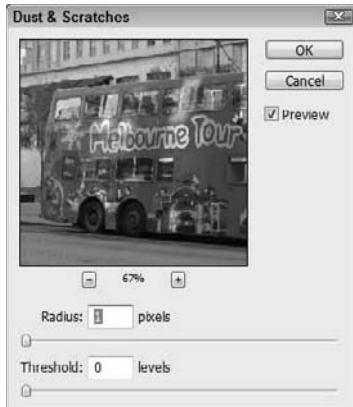 Dust & Scratches
OK
Cancel
Preview
Melbourne Tour
67%
Radius: 1 pixels
Threshold: 0 levels